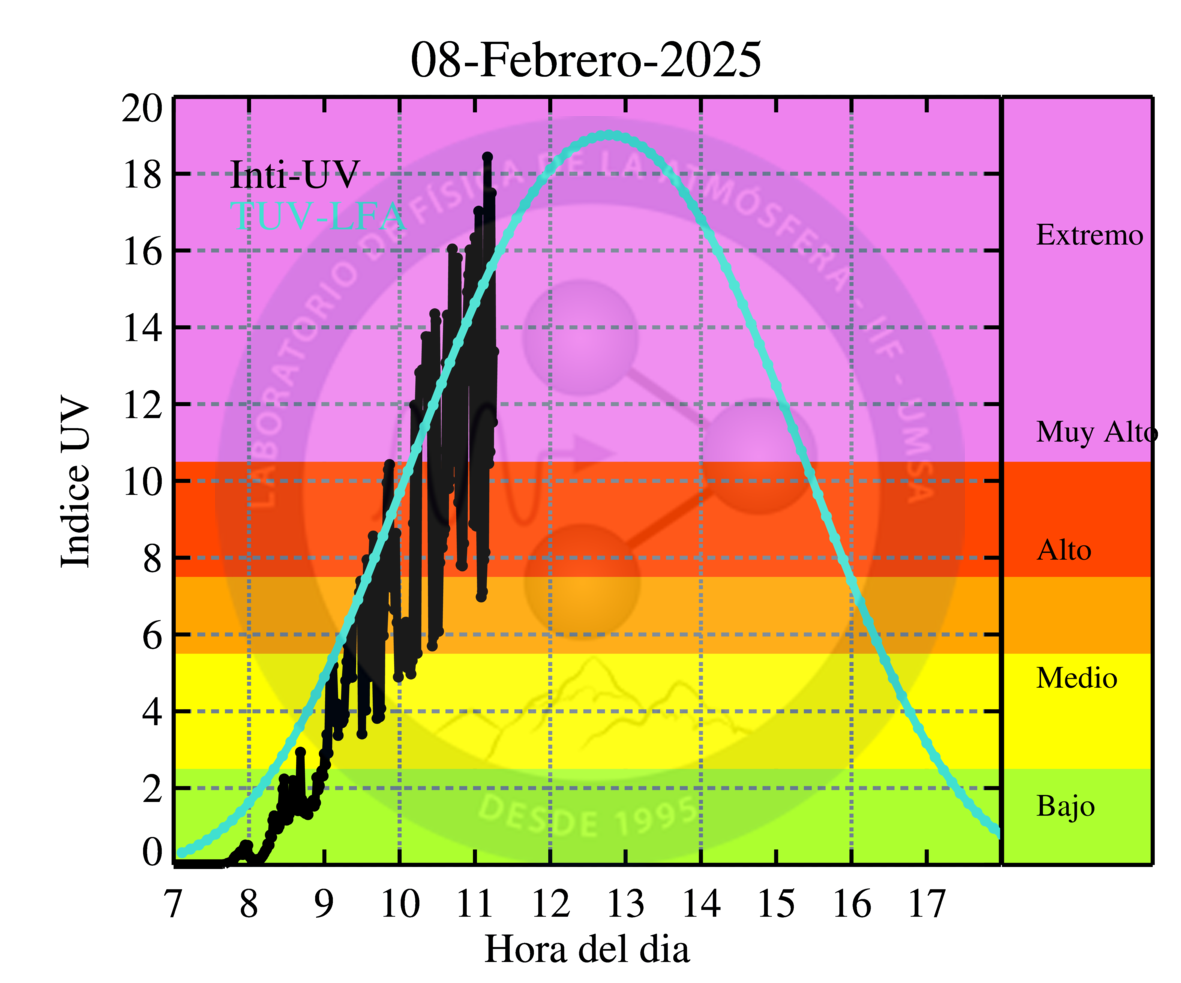 08-Febrero-2025
20
18
16
14
12
10
8
6
4
2
0
Indice UV
Inti-UV
TUV-LFA
LABORATORIO DE FÍSICA DE LA ATMÓSFERA - IIF - UMSA
DESDE 1995
Extremo
Muy Alto
Alto
Medio
Bajo
7 8 9 10 11 12 13 14 15 16 17
Hora del dia